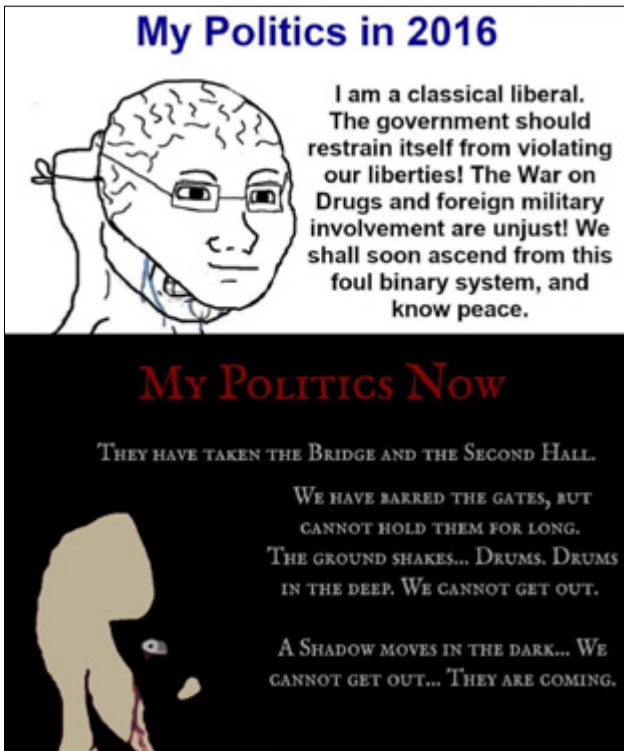 My Politics in 2016
I am a classical liberal.
The government should
restrain itself from violating
our liberties! The War on
Drugs and foreign military
involvement are unjust! We
shall soon ascend from this
foul binary system, and
know peace.
My Politics Now
They have taken the Bridge and the Second Hall.
We have barred the gates, but
cannot hold them for long.
The ground shakes... Drums. Drums
in the deep. We cannot get out.
A Shadow moves in the dark... We
cannot get out... They are coming.